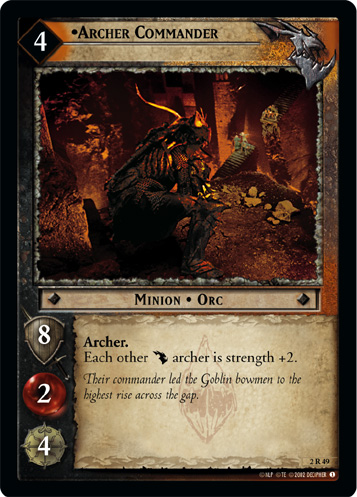 4
•Archer Commander
Minion • Orc
8
Archer.
Each other archer is strength +2.
2
Their commander led the Goblin bowmen to the
highest rise across the gap.
4
2 R 49
©NLP ©TE ©2002 DECIPHER 1